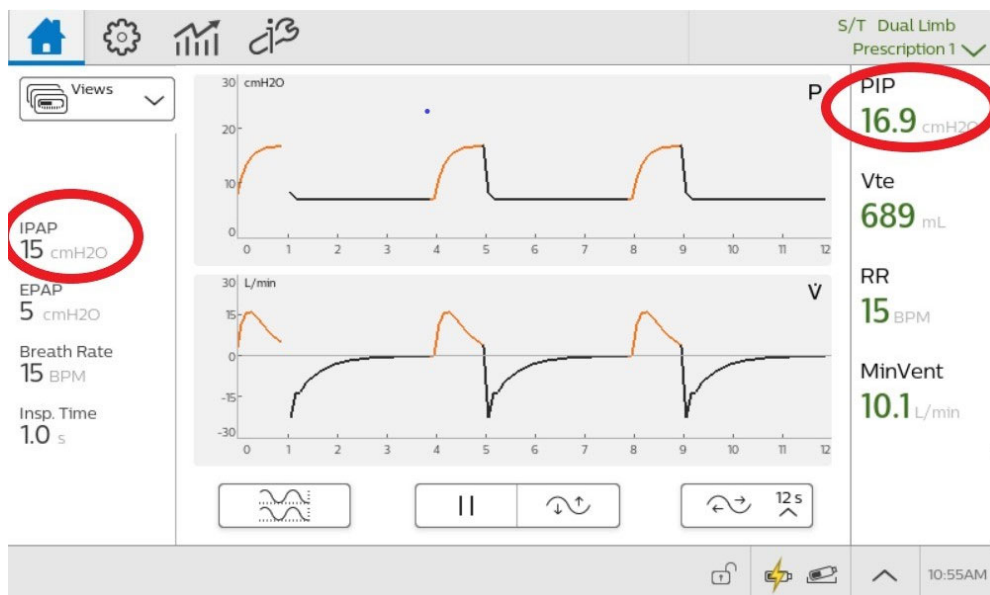 S/T Dual Limb
Prescription 1
Views
IPAP
15 cmH2O
EPAP
5 cmH2O
Breath Rate
15 BPM
Insp. Time
1.0 s
30 cmH2O
P
20
10
0
0 1 2 3 4 5 6 7 8 9 10 11 12
30 L/min
V̇
15
0
-15
-30
0 1 2 3 4 5 6 7 8 9 10 11 12
12 s
PIP
16.9 cmH2O
Vte
689 mL
RR
15 BPM
MinVent
10.1 L/min
10:55AM